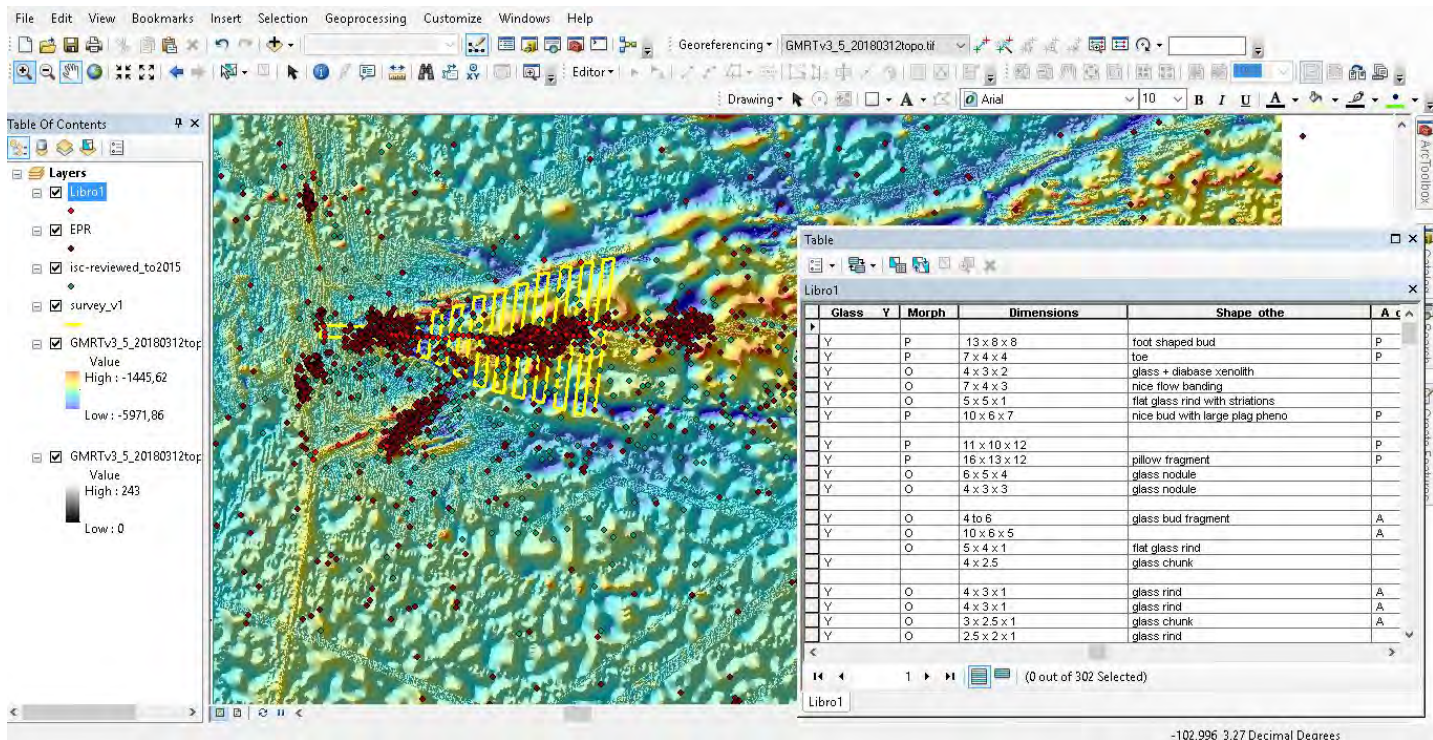 File Edit View Bookmarks Insert Selection Geoprocessing Customize Windows Help
Georeferencing GMRTv3_5_20180312topo.tif
Editor
Drawing A Arial 10 B I U A
Table Of Contents
Layers
Libro1
EPR
isc-reviewed_to2015
survey_v1
GMRTv3_5_20180312top
Value
High : -1445,62
Low : -5971,86
GMRTv3_5_20180312top
Value
High : 243
Low : 0
ArcToolbox
Table
Libro1
Glass Y Morph Dimensions Shape_othe A_c
Y P 13 x 8 x 8 foot shaped bud P
Y P 7 x 4 x 4 toe P
Y O 4 x 3 x 2 glass + diabase xenolith
Y O 7 x 4 x 3 nice flow banding
Y O 5 x 5 x 1 flat glass rind with striations
Y P 10 x 6 x 7 nice bud with large plag pheno P
Y P 11 x 10 x 12 P
Y P 16 x 13 x 12 pillow fragment P
Y O 6 x 5 x 4 glass nodule
Y O 4 x 3 x 3 glass nodule
Y O 4 to 6 glass bud fragment A
Y O 10 x 6 x 5 A
O 5 x 4 x 1 flat glass rind
Y 4 x 2.5 glass chunk
Y O 4 x 3 x 1 glass rind A
Y O 4 x 3 x 1 glass rind A
Y O 3 x 2.5 x 1 glass chunk A
Y O 2.5 x 2 x 1 glass rind
1 (0 out of 302 Selected)
Libro1
-102,996 3,27 Decimal Degrees